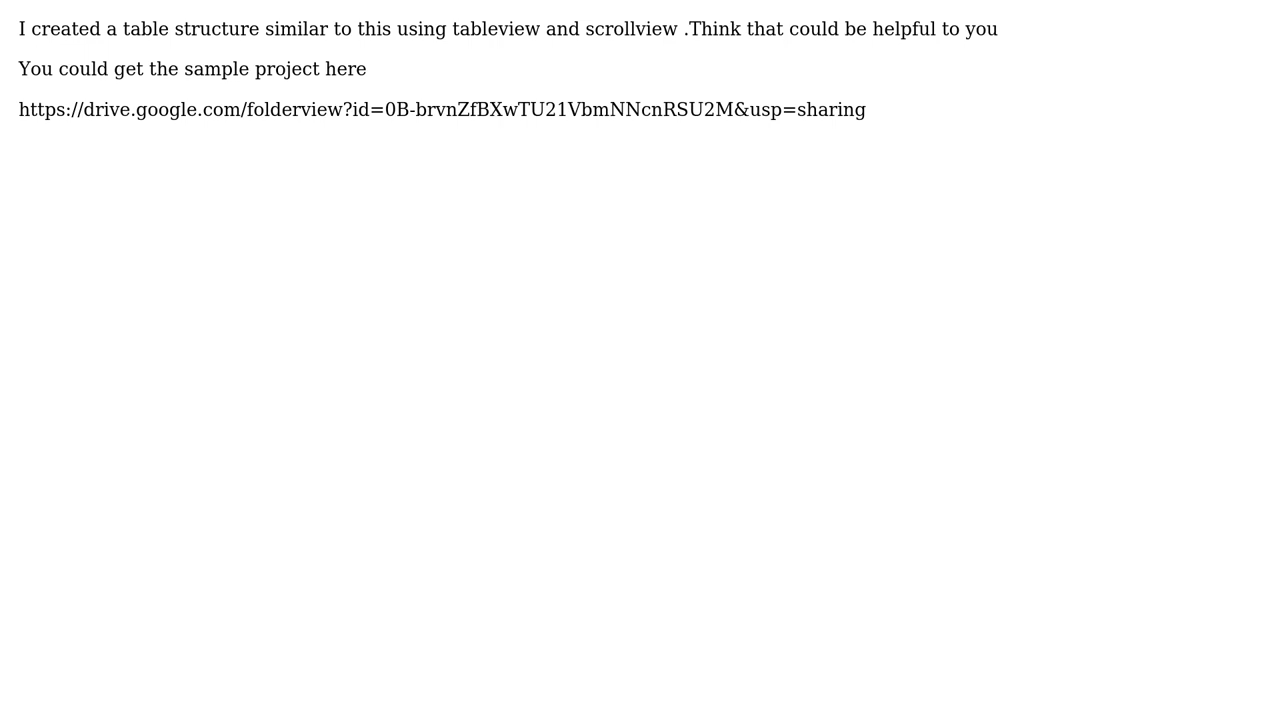 I created a table structure similar to this using tableview and scrollview .Think that could be helpful to you
You could get the sample project here
https://drive.google.com/folderview?id=0B-brvnZfBXwTU21VbmNNcnRSU2M&usp=sharing